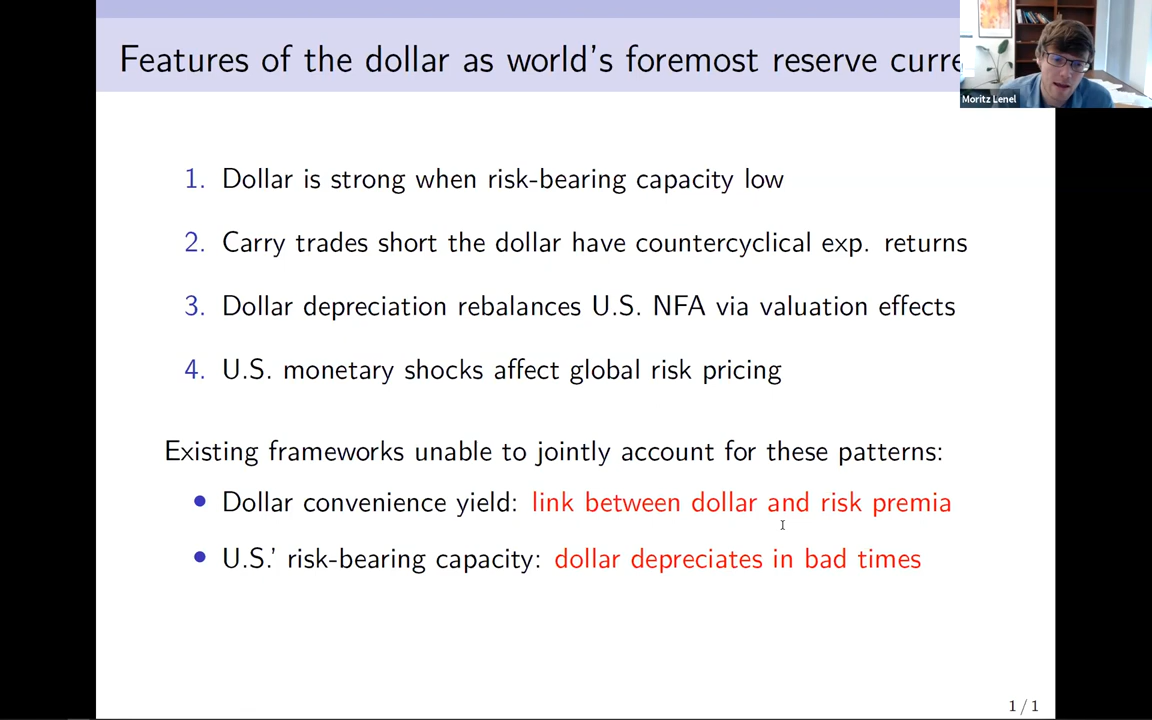 Features of the dollar as world's foremost reserve curre
Moritz Lenel
1. Dollar is strong when risk-bearing capacity low
2. Carry trades short the dollar have countercyclical exp. returns
3. Dollar depreciation rebalances U.S. NFA via valuation effects
4. U.S. monetary shocks affect global risk pricing
Existing frameworks unable to jointly account for these patterns:
• Dollar convenience yield: link between dollar and risk premia
• U.S.' risk-bearing capacity: dollar depreciates in bad times
1 / 1